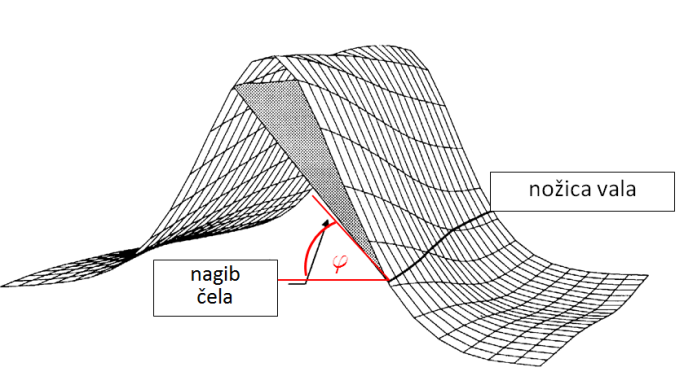 nožica vala
φ
nagib
čela